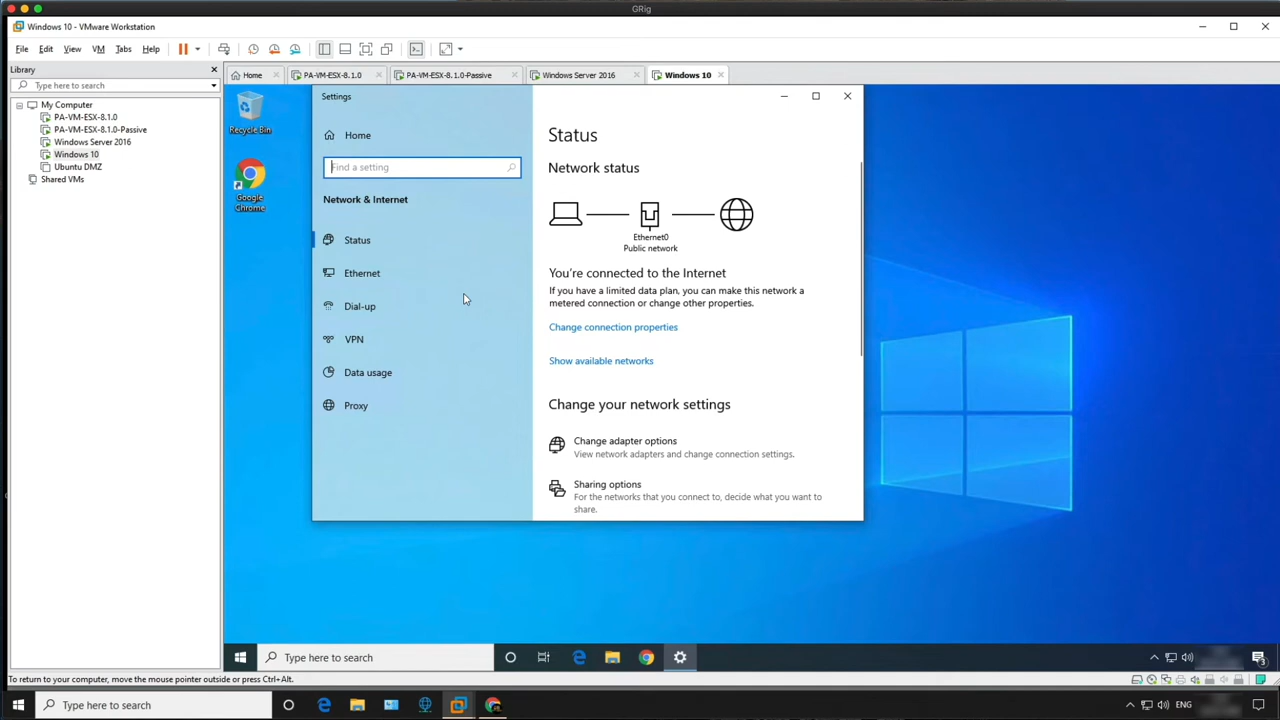 GRig
Windows 10 - VMware Workstation
File Edit View VM Tabs Help
Library
Type here to search
My Computer
PA-VM-ESX-8.1.0
PA-VM-ESX-8.1.0-Passive
Windows Server 2016
Windows 10
Ubuntu DMZ
Shared VMs
Home PA-VM-ESX-8.1.0 PA-VM-ESX-8.1.0-Passive Windows Server 2016 Windows 10
Recycle Bin
Google
Chrome
Settings
Home
Find a setting
Network & Internet
Status
Ethernet
Dial-up
VPN
Data usage
Proxy
Status
Network status
Ethernet0
Public network
You're connected to the Internet
If you have a limited data plan, you can make this network a
metered connection or change other properties.
Change connection properties
Show available networks
Change your network settings
Change adapter options
View network adapters and change connection settings.
Sharing options
For the networks that you connect to, decide what you want to
share.
Type here to search
3
To return to your computer, move the mouse pointer outside or press Ctrl+Alt.
Type here to search
ENG